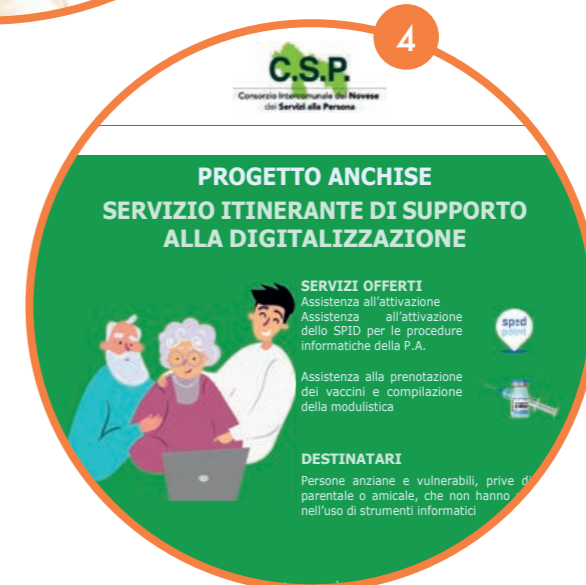 4
C.S.P.
Consorzio Intercomunale del Novese
dei Servizi alla Persona
PROGETTO ANCHISE
SERVIZIO ITINERANTE DI SUPPORTO
ALLA DIGITALIZZAZIONE
SERVIZI OFFERTI
Assistenza all'attivazione
Assistenza all'attivazione
dello SPID per le procedure
informatiche della P.A.
spid
point
Assistenza alla prenotazione
dei vaccini e compilazione
della modulistica
DESTINATARI
Persone anziane e vulnerabili, prive
parentale o amicale, che non hanno
nell'uso di strumenti informatici